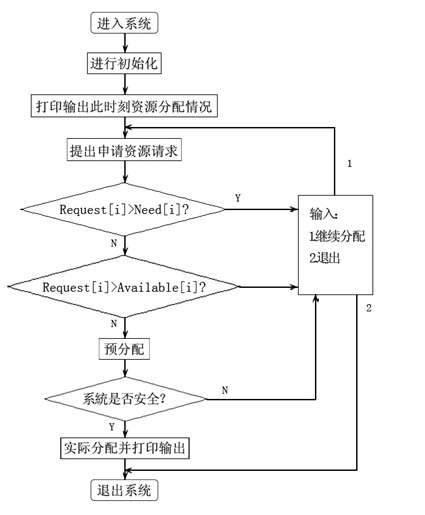 进入系统
进行初始化
打印输出此时刻资源分配情况
提出申请资源请求
1
Request[i]>Need[i]?
Y
输入:
1.继续分配
2退出
N
Request[i]>Available[i]?
2
N
预分配
系统是否安全?
N
Y
实际分配并打印输出
退出系统